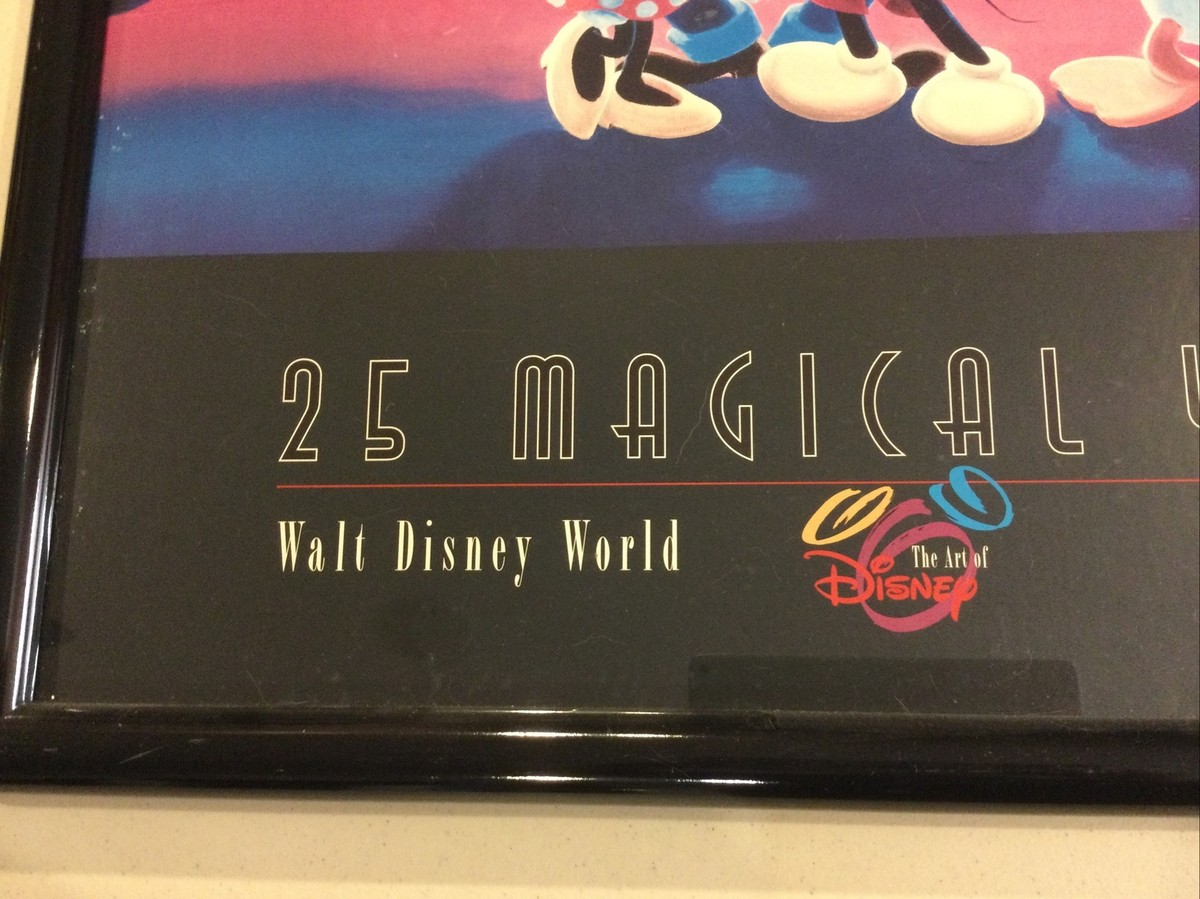 25 MAGICAL
Walt Disney World
The Art of
DISNEY